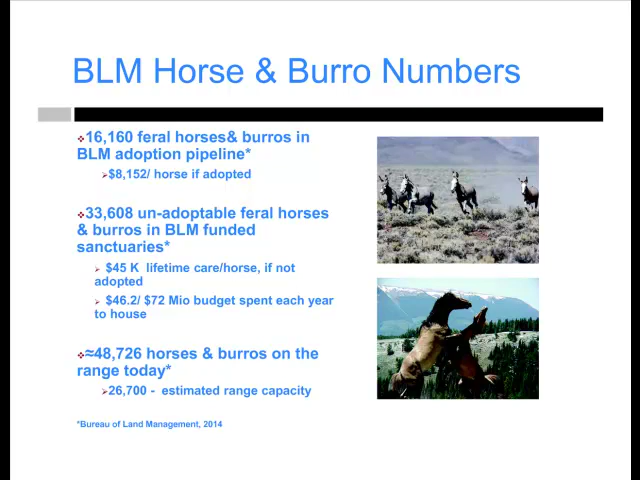 BLM Horse & Burro Numbers
❖16,160 feral horses& burros in
BLM adoption pipeline*
➢$8,152/ horse if adopted
❖33,608 un-adoptable feral horses
& burros in BLM funded
sanctuaries*
➢ $45 K lifetime care/horse, if not
adopted
➢ $46.2/ $72 Mio budget spent each year
to house
❖≈48,726 horses & burros on the
range today*
➢26,700 - estimated range capacity
*Bureau of Land Management, 2014